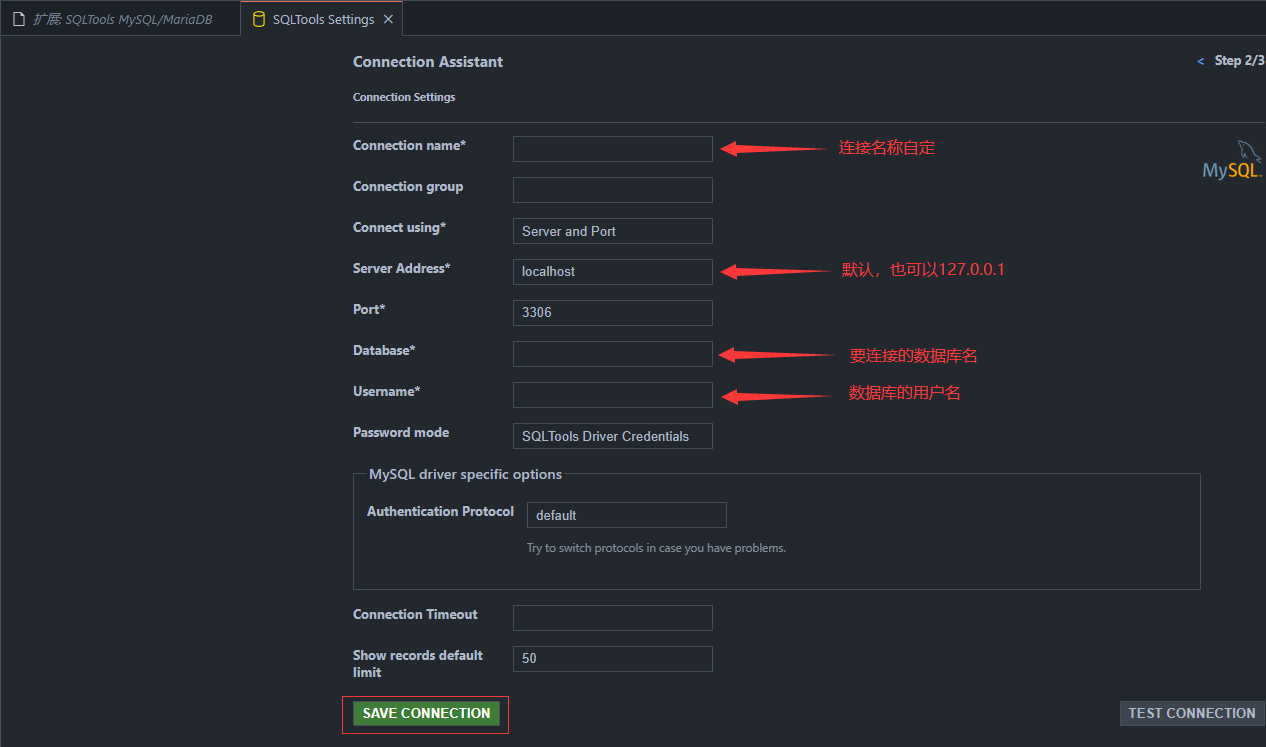 扩展: SQLTools MySQL/MariaDB
SQLTools Settings
Connection Assistant
< Step 2/3
Connection Settings
Connection name*
连接名称自定
MySQL
Connection group
Connect using*
Server and Port
Server Address*
localhost
默认，也可以127.0.0.1
Port*
3306
Database*
要连接的数据库名
Username*
数据库的用户名
Password mode
SQLTools Driver Credentials
MySQL driver specific options
Authentication Protocol
default
Try to switch protocols in case you have problems.
Connection Timeout
Show records default
limit
50
SAVE CONNECTION
TEST CONNECTION